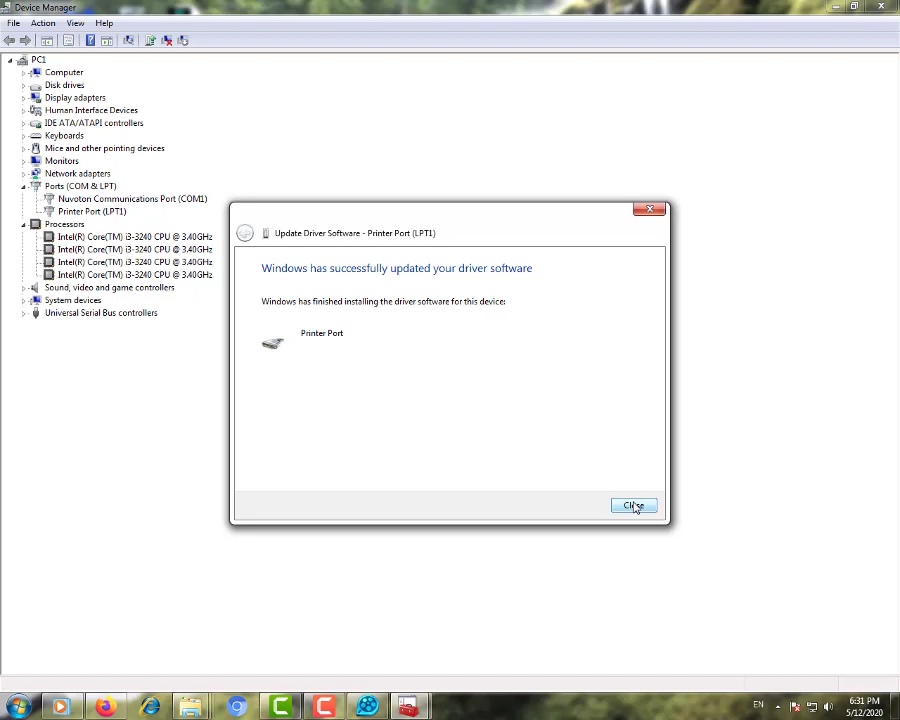 Device Manager
File Action View Help
PC1
Computer
Disk drives
Display adapters
Human Interface Devices
IDE ATA/ATAPI controllers
Keyboards
Mice and other pointing devices
Monitors
Network adapters
Ports (COM & LPT)
Nuvoton Communications Port (COM1)
Printer Port (LPT1)
Processors
Intel(R) Core(TM) i3-3240 CPU @ 3.40GHz
Intel(R) Core(TM) i3-3240 CPU @ 3.40GHz
Intel(R) Core(TM) i3-3240 CPU @ 3.40GHz
Intel(R) Core(TM) i3-3240 CPU @ 3.40GHz
Sound, video and game controllers
System devices
Universal Serial Bus controllers
Update Driver Software - Printer Port (LPT1)
Windows has successfully updated your driver software
Windows has finished installing the driver software for this device:
Printer Port
Close
EN
6:31 PM
5/12/2020